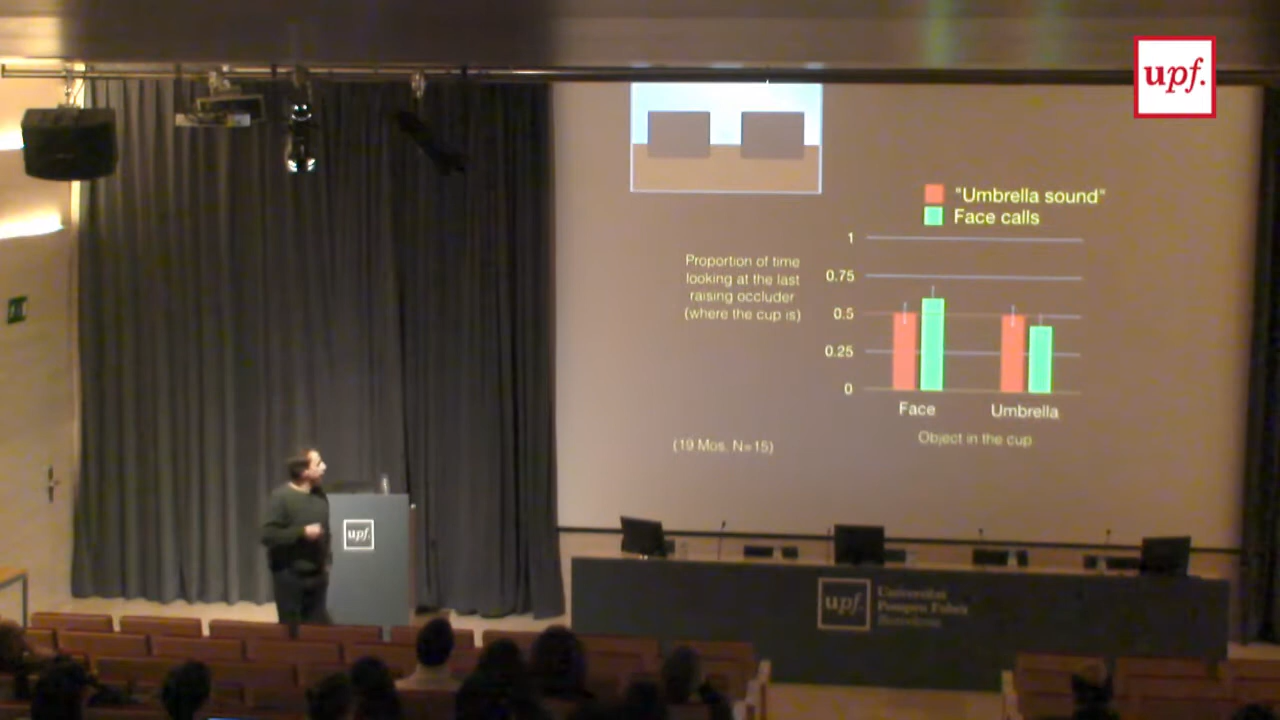 upf.
"Umbrella sound"
Face calls
1
0.75
0.5
0.25
0
Proportion of time
looking at the last
raising occluder
(where the cup is)
Face
Umbrella
Object in the cup
(19 Mos. N=15)
upf.
upf.
Universitat
Pompeu Fabra
Barcelona